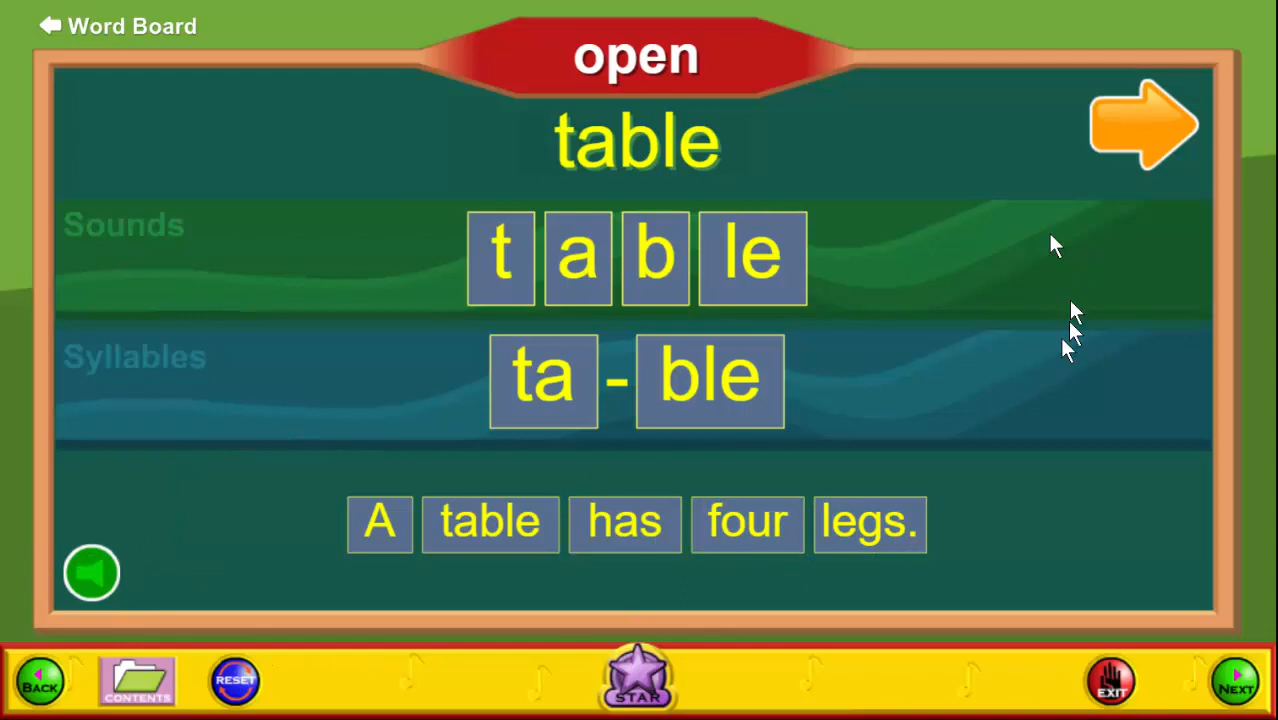 Word Board
open
table
Sounds
t a b le
Syllables
ta - ble
A table has four legs.
BACK
CONTENTS
RESET
STAR
EXIT
NEXT